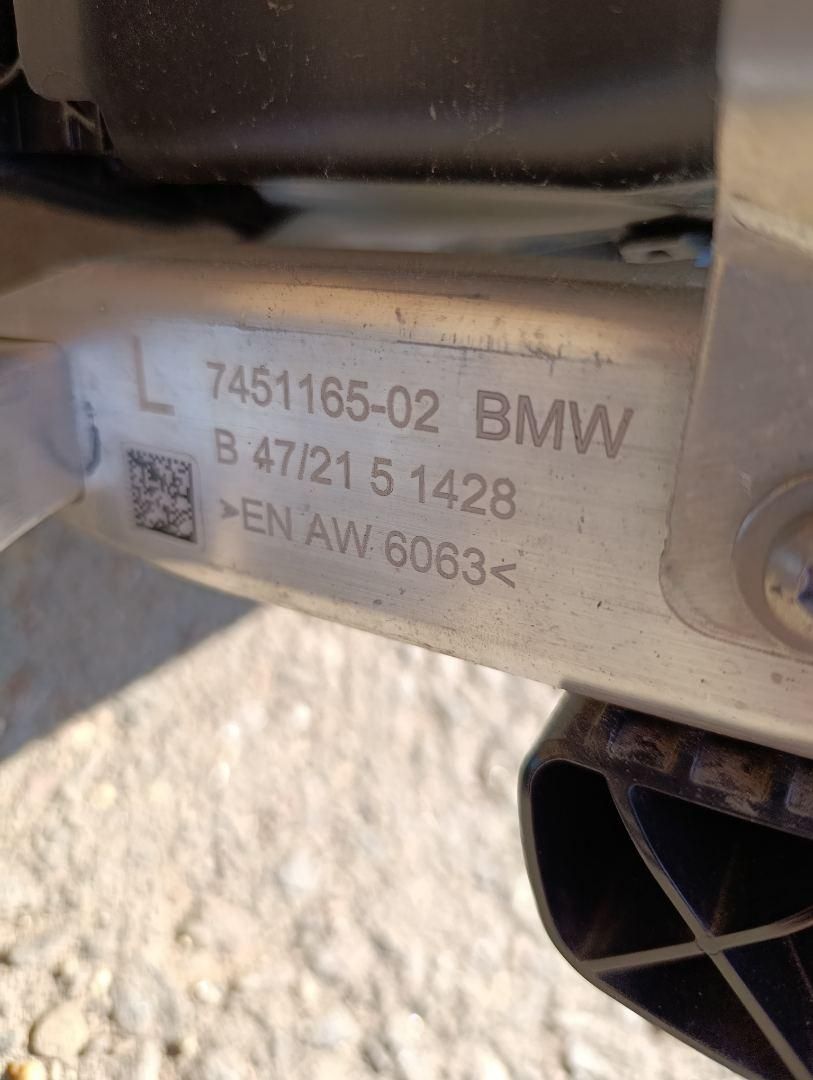 L 7451165-02 BMW
B 47/21 5 1428
>EN AW 6063<